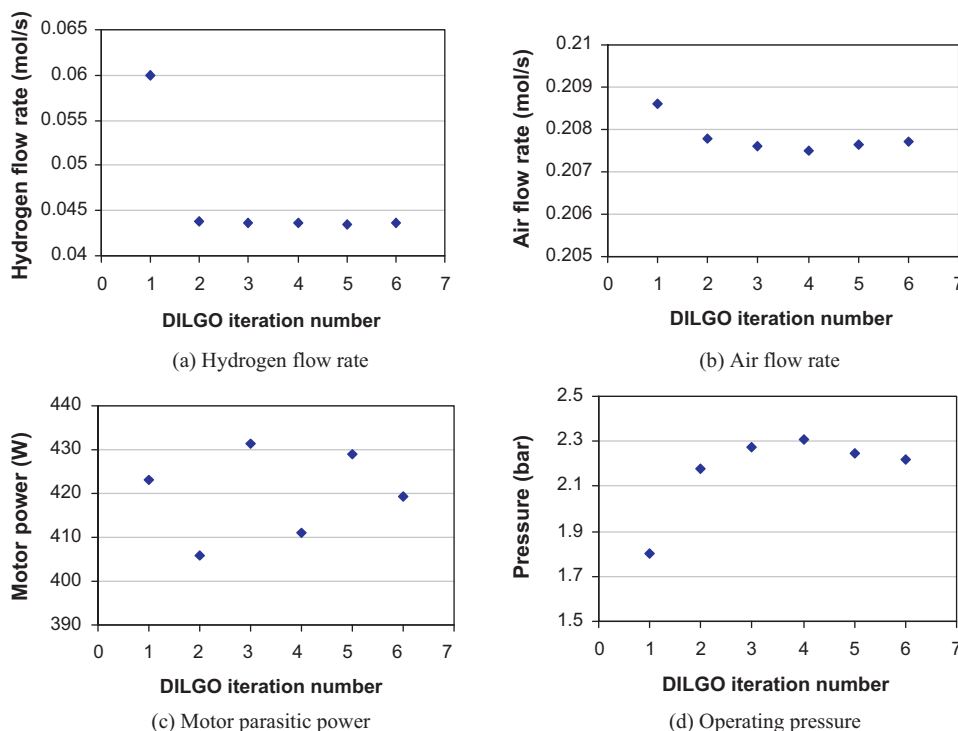 Hydrogen flow rate (mol/s)
0.065
0.06
0.055
0.05
0.045
0.04
0 1 2 3 4 5 6 7
DILGO iteration number
(a) Hydrogen flow rate
Air flow rate (mol/s)
0.21
0.209
0.208
0.207
0.206
0.205
0 1 2 3 4 5 6 7
DILGO iteration number
(b) Air flow rate
Motor power (W)
440
430
420
410
400
390
0 1 2 3 4 5 6 7
DILGO iteration number
(c) Motor parasitic power
Pressure (bar)
2.5
2.3
2.1
1.9
1.7
1.5
0 1 2 3 4 5 6 7
DILGO iteration number
(d) Operating pressure